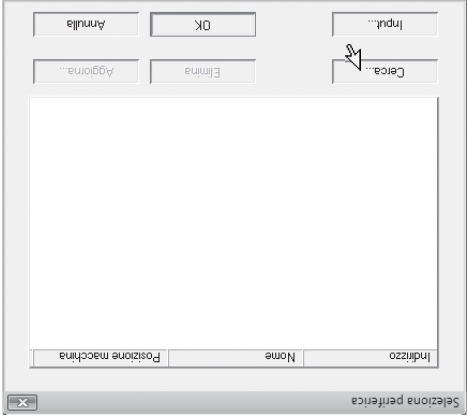 Seleziona periferica
Indirizzo Nome Posizione macchina
Cerca... Elimina Aggiorna...
Input... OK Annulla